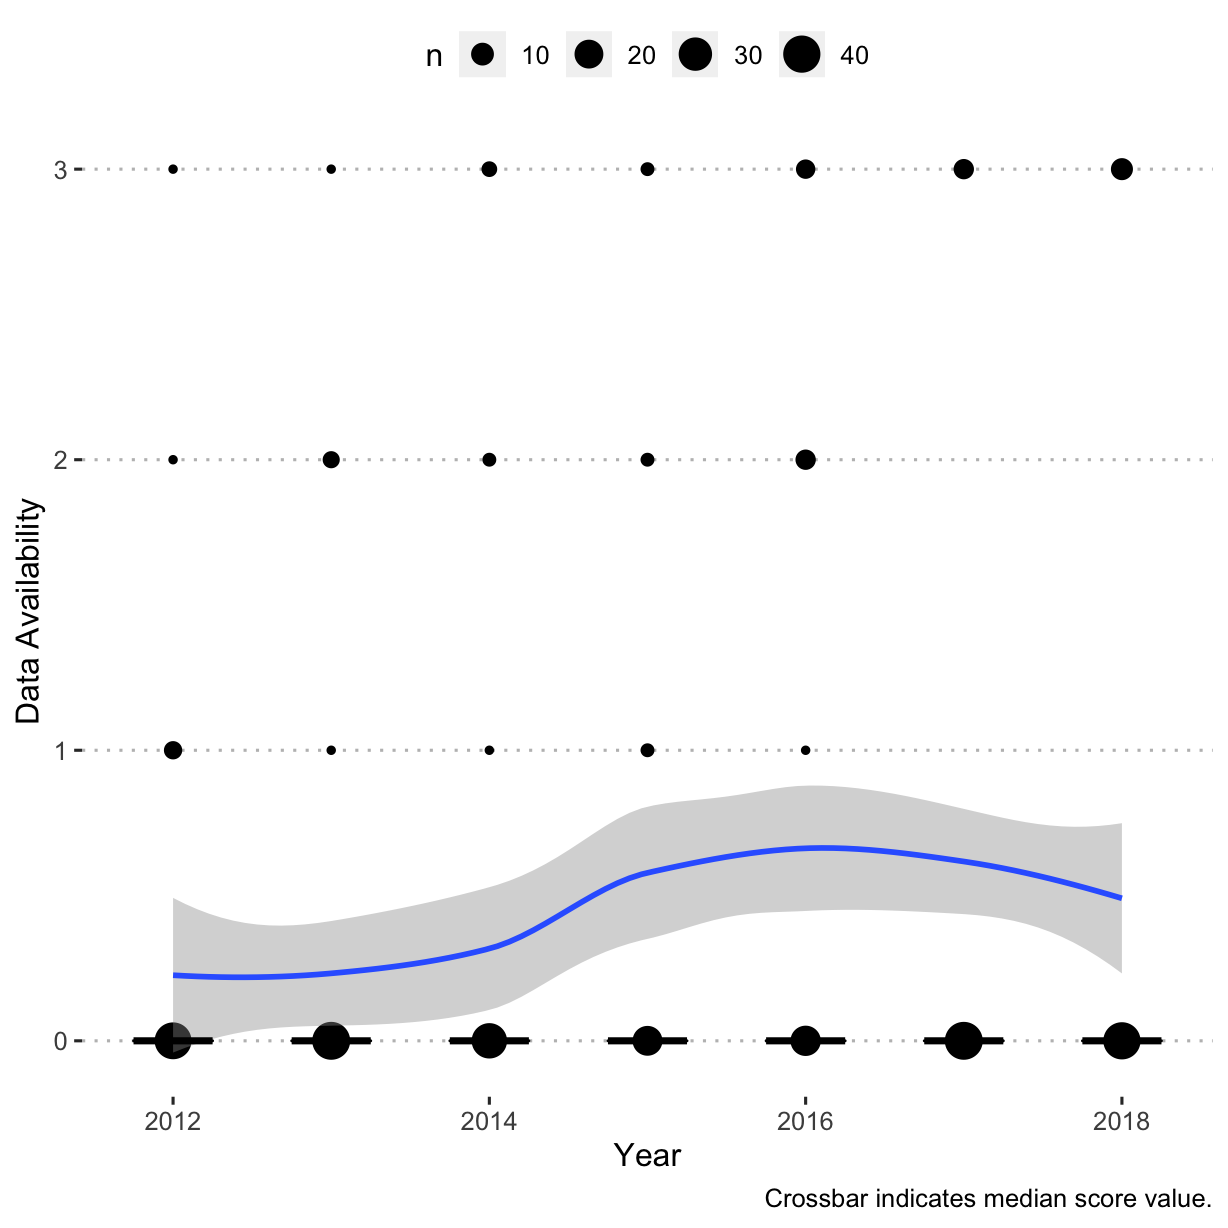 n 10 20 30 40
3
2
1
0
Data Availability
2012 2014 2016 2018
Year
Crossbar indicates median score value.